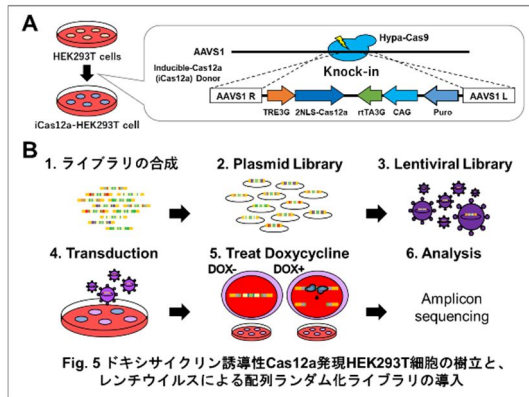 A
HEK293T cells
iCas12a-HEK293T cell
AAVS1
Hypa-Cas9
Inducible-Cas12a
(iCas12a) Donor
Knock-in
AAVS1 R
AAVS1 L
TRE3G 2NLS-Cas12a rtTA3G CAG Puro
B
1. ライブラリの合成
2. Plasmid Library
3. Lentiviral Library
4. Transduction
5. Treat Doxycycline
6. Analysis
DOX-
DOX+
Amplicon
sequencing
Fig. 5 ドキシサイクリン誘導性Cas12a発現HEK293T細胞の樹立と、
レンチウイルスによる配列ランダム化ライブラリの導入